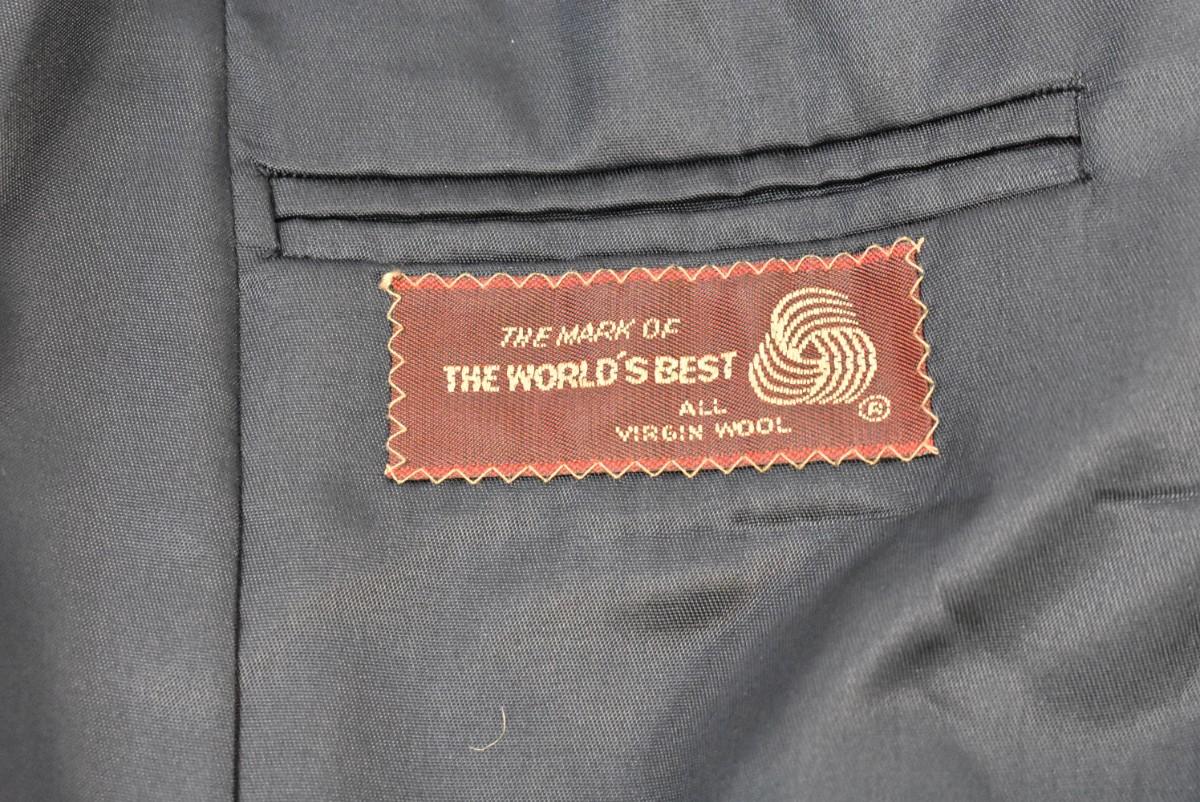 THE MARK OF
THE WORLD'S BEST
ALL
VIRGIN WOOL
®